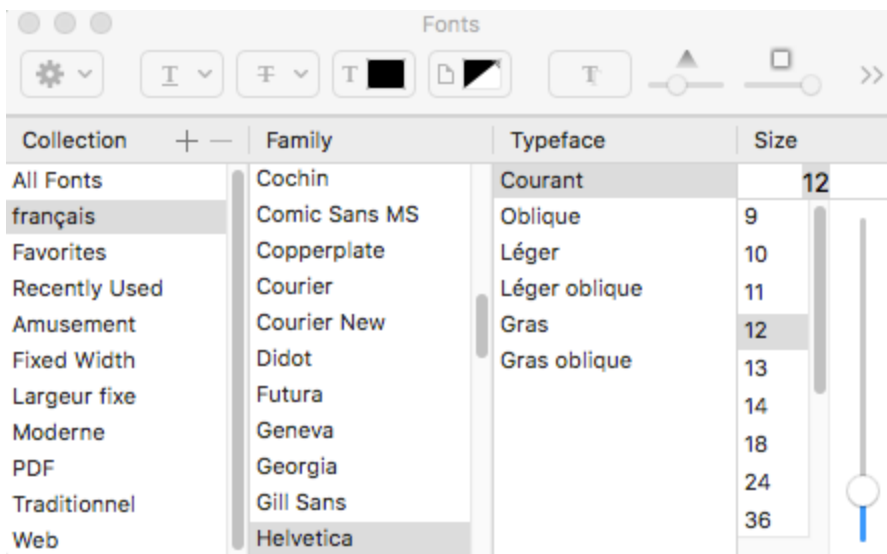 Fonts
T
T
T
T
Collection
Family
Typeface
Size
All Fonts
français
Favorites
Recently Used
Amusement
Fixed Width
Largeur fixe
Moderne
PDF
Traditionnel
Web
Cochin
Comic Sans MS
Copperplate
Courier
Courier New
Didot
Futura
Geneva
Georgia
Gill Sans
Helvetica
Courant
Oblique
Léger
Léger oblique
Gras
Gras oblique
12
9
10
11
12
13
14
18
24
36